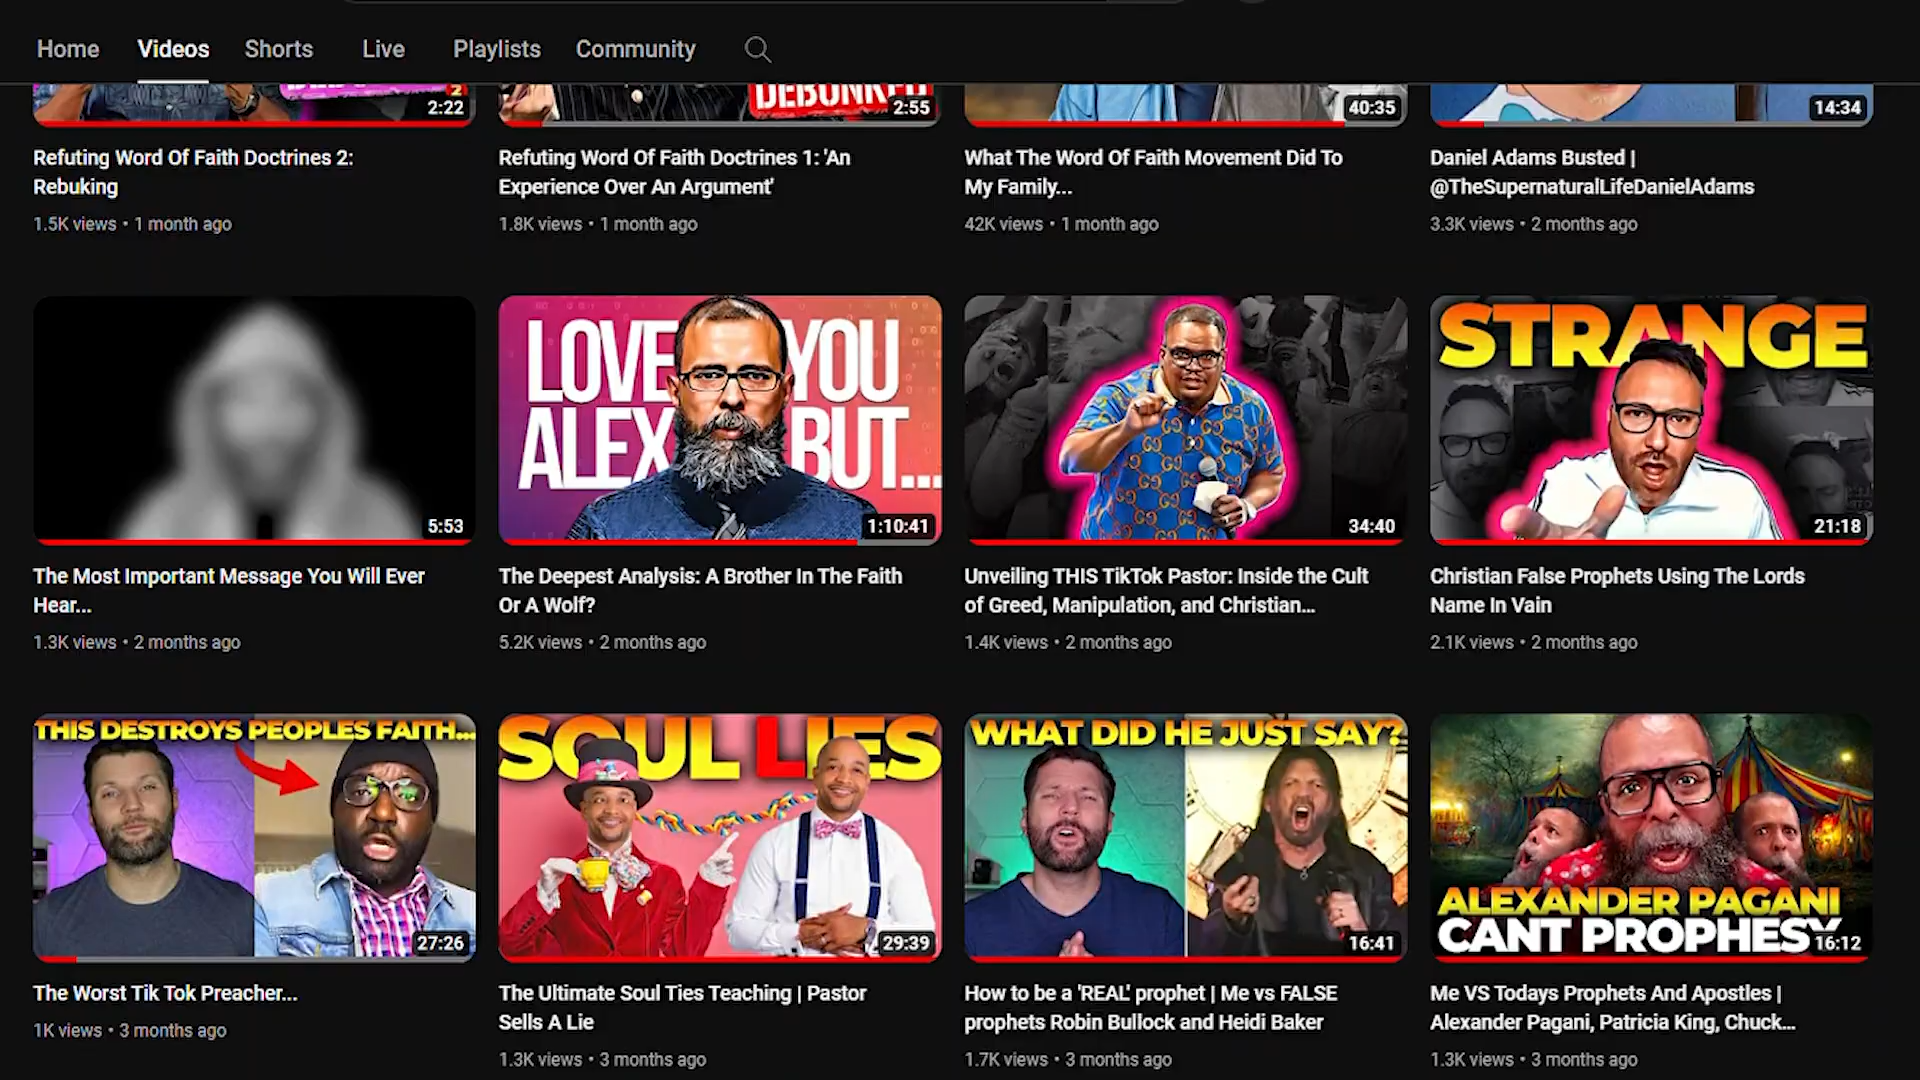 Home Videos Shorts Live Playlists Community
2:22
DEBUNKED
2:55
40:35
14:34
Refuting Word Of Faith Doctrines 2:
Rebuking
1.5K views • 1 month ago
Refuting Word Of Faith Doctrines 1: 'An
Experience Over An Argument'
1.8K views • 1 month ago
What The Word Of Faith Movement Did To
My Family...
42K views • 1 month ago
Daniel Adams Busted |
@TheSupernaturalLifeDanielAdams
3.3K views • 2 months ago
5:53
LOVE YOU
ALEX BUT...
1:10:41
34:40
STRANGE
21:18
The Most Important Message You Will Ever
Hear...
1.3K views • 2 months ago
The Deepest Analysis: A Brother In The Faith
Or A Wolf?
5.2K views • 2 months ago
Unveiling THIS TikTok Pastor: Inside the Cult
of Greed, Manipulation, and Christian...
1.4K views • 2 months ago
Christian False Prophets Using The Lords
Name In Vain
2.1K views • 2 months ago
THIS DESTROYS PEOPLES FAITH...
27:26
SOUL LIES
29:39
WHAT DID HE JUST SAY?
16:41
ALEXANDER PAGANI
CANT PROPHESY
16:12
The Worst Tik Tok Preacher...
1K views • 3 months ago
The Ultimate Soul Ties Teaching | Pastor
Sells A Lie
1.3K views • 3 months ago
How to be a 'REAL' prophet | Me vs FALSE
prophets Robin Bullock and Heidi Baker
1.7K views • 3 months ago
Me VS Todays Prophets And Apostles |
Alexander Pagani, Patricia King, Chuck...
1.3K views • 3 months ago